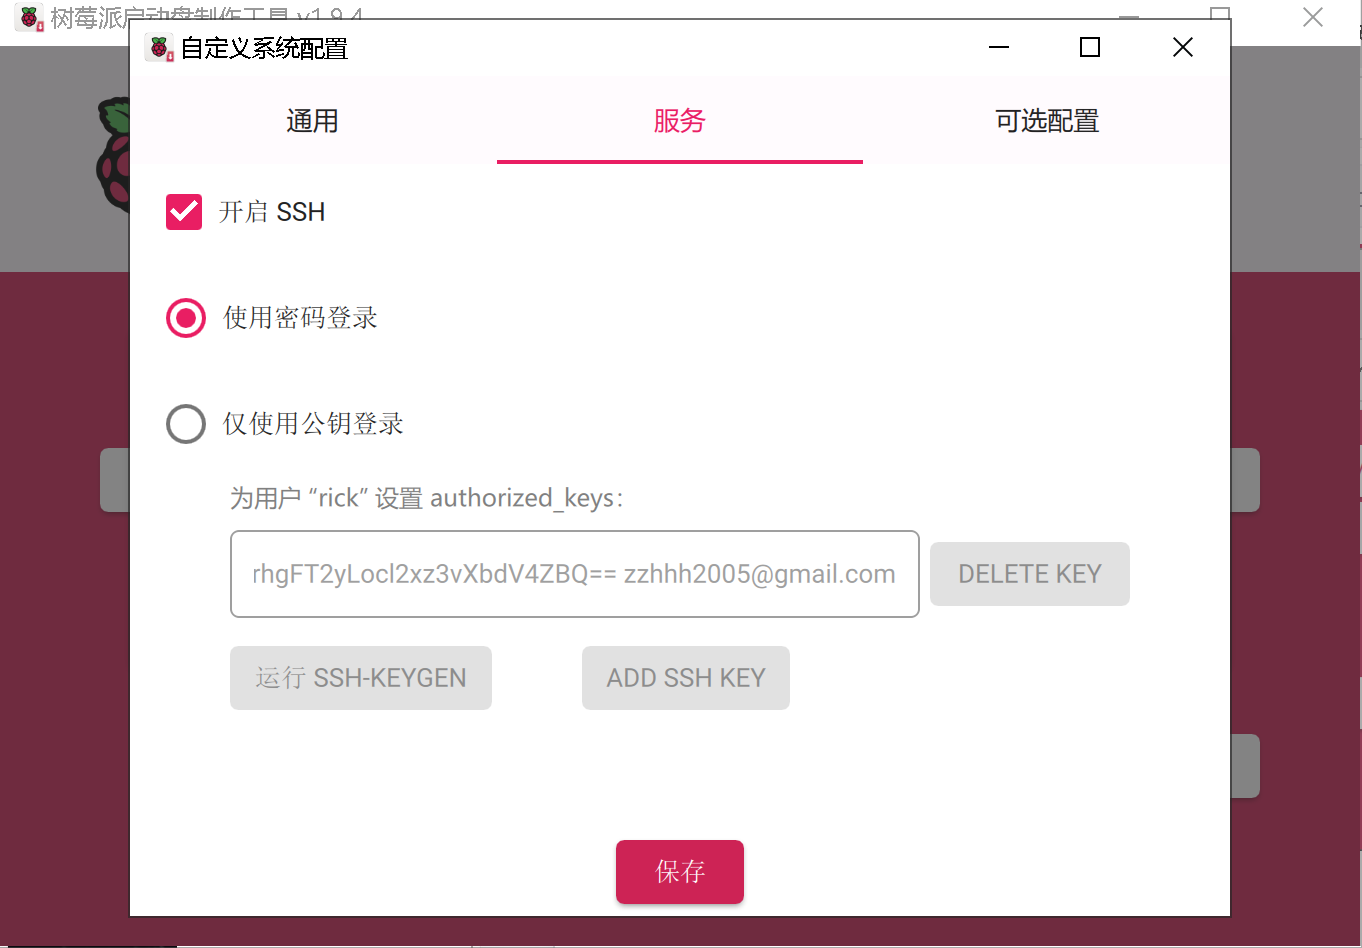 树莓派启动盘制作工具 v1.9.4
自定义系统配置
通用 服务 可选配置
开启 SSH
使用密码登录
仅使用公钥登录
为用户 “rick” 设置 authorized_keys：
rhgFT2yLocl2xz3vXbdV4ZBQ== zzhhh2005@gmail.com
DELETE KEY
运行 SSH-KEYGEN
ADD SSH KEY
保存